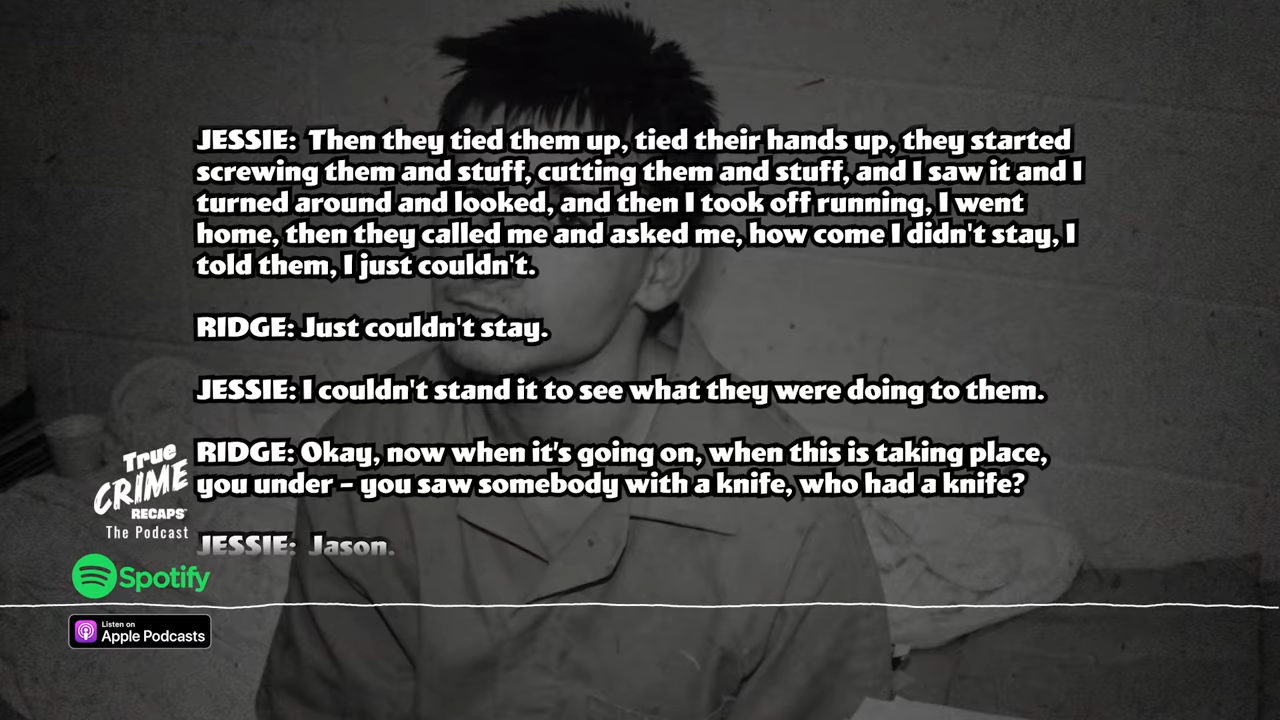 JESSIE: Then they tied them up, tied their hands up, they started
screwing them and stuff, cutting them and stuff, and I saw it and I
turned around and looked, and then I took off running, I went
home, then they called me and asked me, how come I didn't stay, I
told them, I just couldn't.
RIDGE: Just couldn't stay.
JESSIE: I couldn't stand it to see what they were doing to them.
RIDGE: Okay, now when it's going on, when this is taking place,
you under – you saw somebody with a knife, who had a knife?
JESSIE: Jason.
True
CRIME
RECAPS
The Podcast
Spotify
Listen on
Apple Podcasts